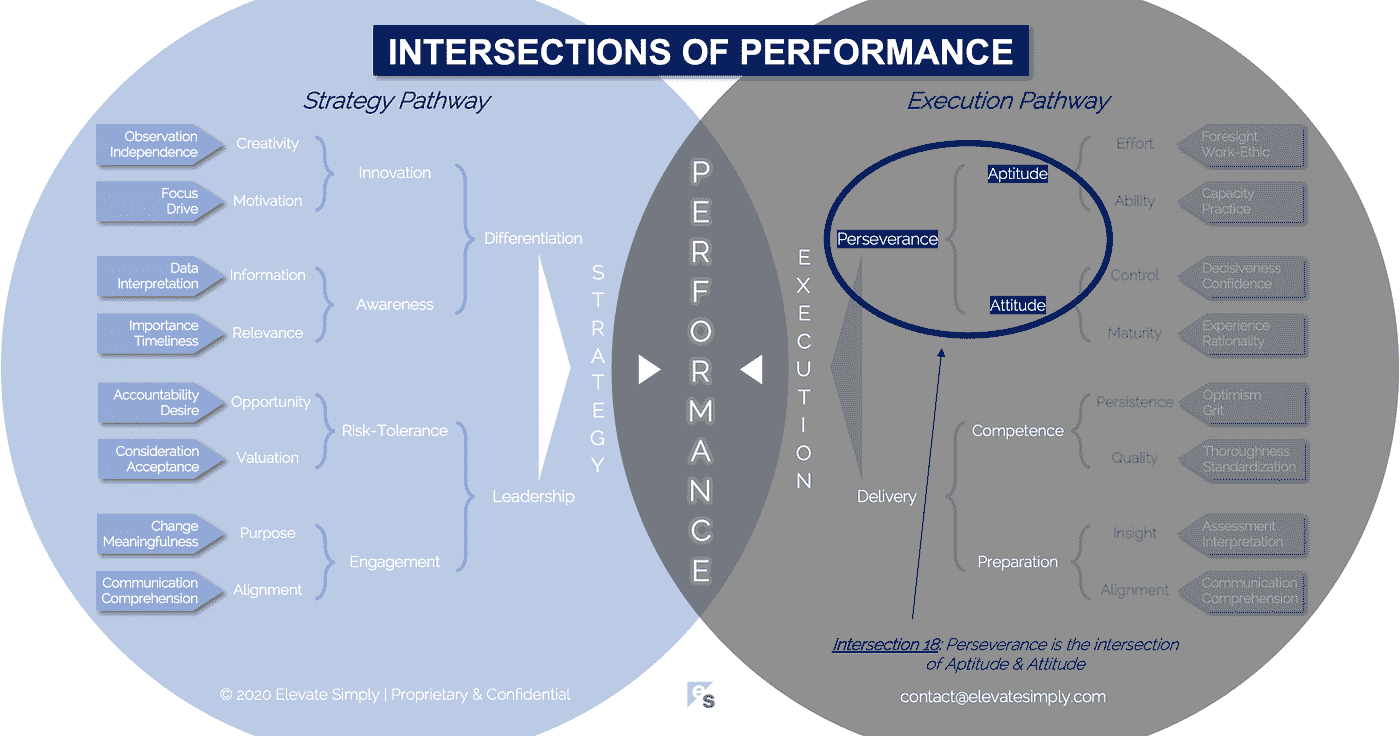 INTERSECTIONS OF PERFORMANCE
Strategy Pathway
Observation
Independence
Creativity
Focus
Drive
Motivation
Innovation
Data
Interpretation
Information
Importance
Timeliness
Relevance
Awareness
Differentiation
Accountability
Desire
Opportunity
Consideration
Acceptance
Valuation
Risk-Tolerance
Change
Meaningfulness
Purpose
Communication
Comprehension
Alignment
Engagement
Leadership
STRATEGY
PERFORMANCE
EXECUTION
Execution Pathway
Perseverance
Aptitude
Effort
Foresight
Work-Ethic
Ability
Capacity
Practice
Attitude
Control
Decisiveness
Confidence
Maturity
Experience
Rationality
Delivery
Competence
Persistence
Optimism
Grit
Quality
Thoroughness
Standardization
Preparation
Insight
Assessment
Interpretation
Alignment
Communication
Comprehension
Intersection 18: Perseverance is the intersection
of Aptitude & Attitude
© 2020 Elevate Simply | Proprietary & Confidential
es
contact@elevatesimply.com